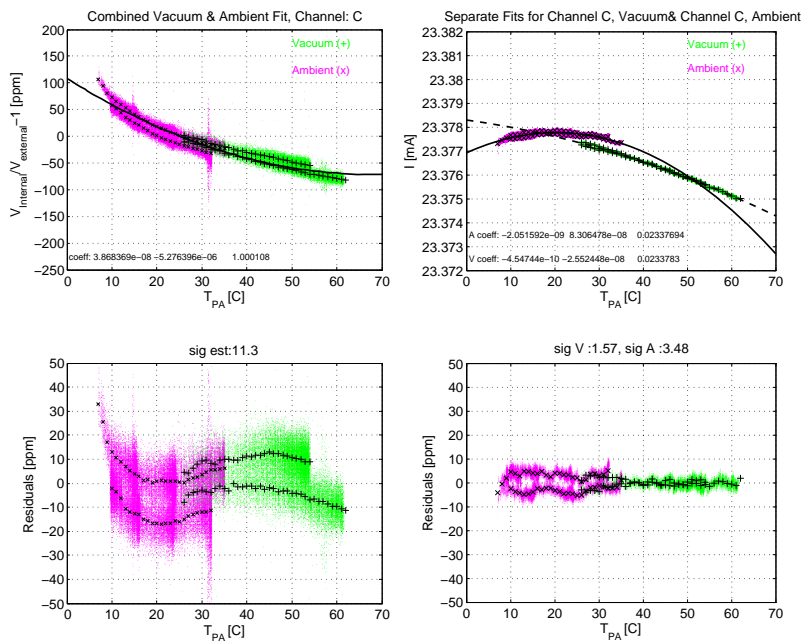 Combined Vacuum & Ambient Fit, Channel: C
200
150
100
50
0
−50
−100
−150
−200
−250
V_Internal/V_external−1 [ppm]
Vacuum (+)
Ambient (x)
coeff: 3.868369e−08 −5.276396e−06 1.000108
0 10 20 30 40 50 60 70
T_PA [C]
Separate Fits for Channel C, Vacuum& Channel C, Ambient
23.382
23.38
23.379
23.378
23.376
23.375
23.374
23.372
I [mA]
Vacuum (+)
Ambient (x)
A coeff: −2.051592e−09 8.306478e−08 0.02337694
V coeff: −4.54744e−10 −2.552448e−08 0.0233783
0 10 20 30 40 50 60 70
T_PA [C]
sig est:11.3
50
40
30
20
10
0
−10
−20
−30
−40
−50
Residuals [ppm]
0 10 20 30 40 50 60 70
T_PA [C]
sig V :1.57, sig A :3.48
50
40
30
20
10
0
−10
−20
−30
−40
−50
Residuals [ppm]
0 10 20 30 40 50 60 70
T_PA [C]